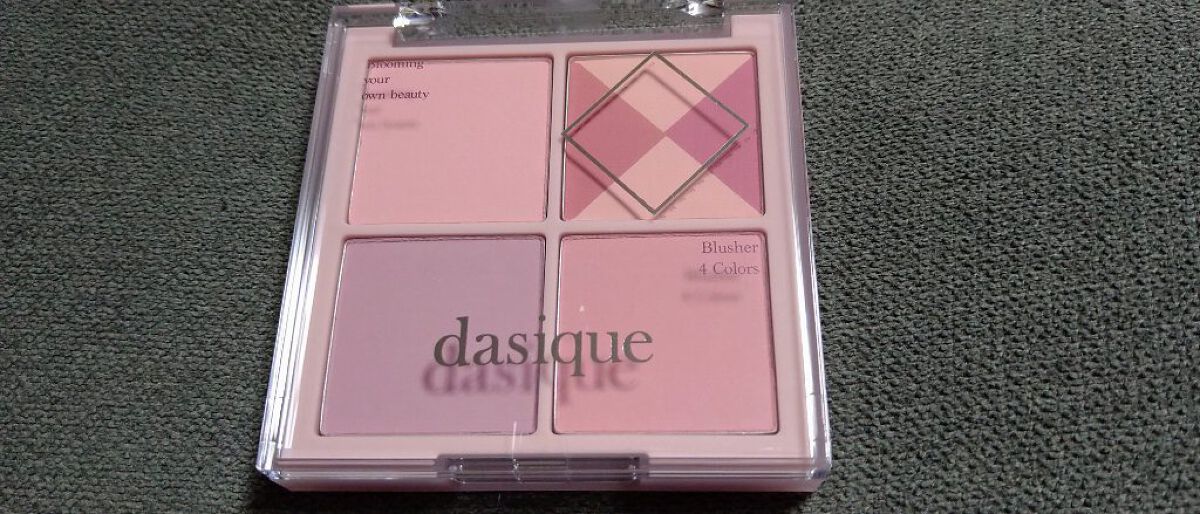 Blooming
your
own beauty
Blusher
4 Colors
dasique